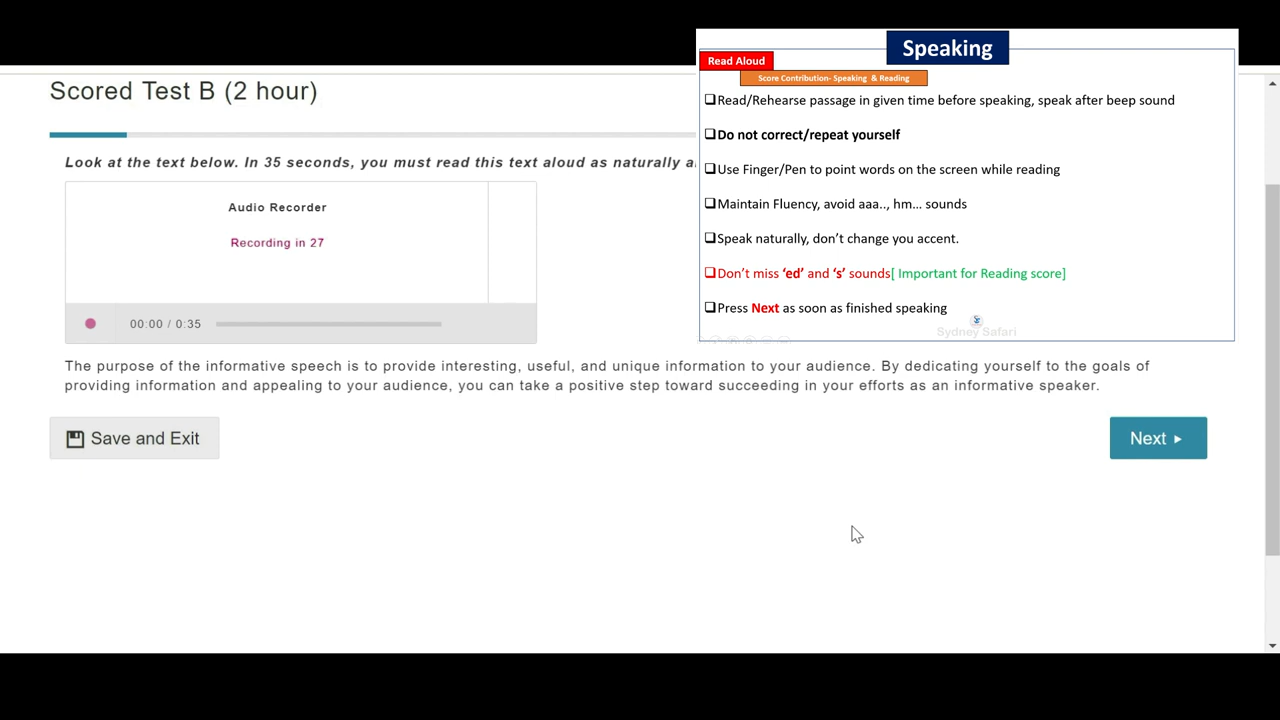 Speaking
Read Aloud
Score Contribution- Speaking & Reading
Read/Rehearse passage in given time before speaking, speak after beep sound
Do not correct/repeat yourself
Use Finger/Pen to point words on the screen while reading
Maintain Fluency, avoid aaa.., hm... sounds
Speak naturally, don't change you accent.
Don't miss 'ed' and 's' sounds[ Important for Reading score]
Press Next as soon as finished speaking
Sydney Safari
Scored Test B (2 hour)
Look at the text below. In 35 seconds, you must read this text aloud as naturally
Audio Recorder
Recording in 27
00:00 / 0:35
The purpose of the informative speech is to provide interesting, useful, and unique information to your audience. By dedicating yourself to the goals of
providing information and appealing to your audience, you can take a positive step toward succeeding in your efforts as an informative speaker.
Save and Exit
Next